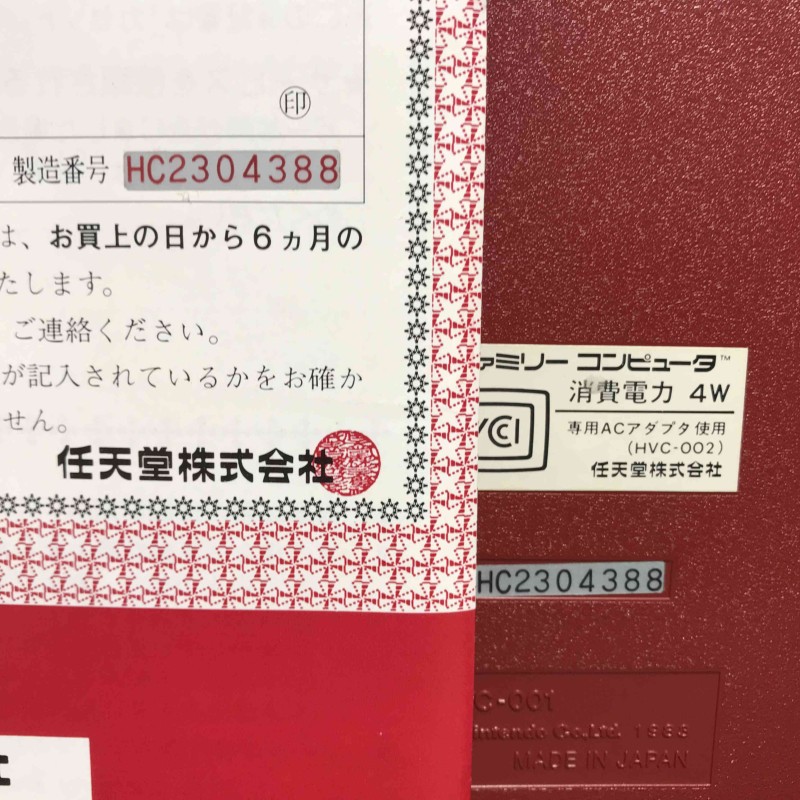 印
製造番号 HC2304388
は、お買上の日から6ヵ月の
たします。
ご連絡ください。
が記入されているかをお確か
せん。
任天堂株式会社
ァミリー コンピュータ™
消費電力 4W
VCCI
専用ACアダプタ使用
(HVC-002)
任天堂株式会社
HC2304388
C-001
intendo Co.,Ltd. 1983
MADE IN JAPAN